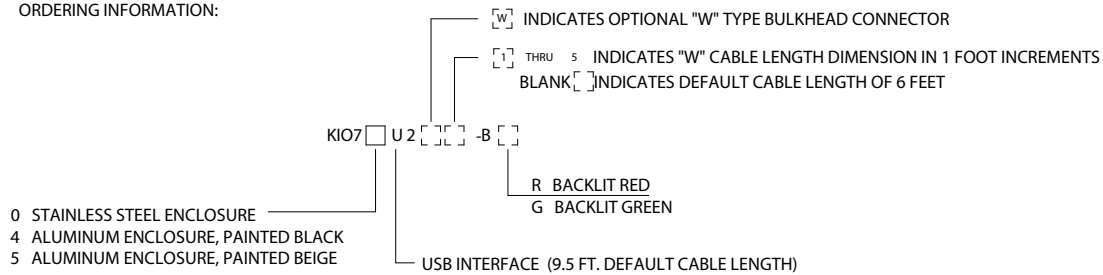 ORDERING INFORMATION:
W INDICATES OPTIONAL "W" TYPE BULKHEAD CONNECTOR
1 THRU 5 INDICATES "W" CABLE LENGTH DIMENSION IN 1 FOOT INCREMENTS
BLANK INDICATES DEFAULT CABLE LENGTH OF 6 FEET
KIO7 U 2 -B
R BACKLIT RED
G BACKLIT GREEN
0 STAINLESS STEEL ENCLOSURE
4 ALUMINUM ENCLOSURE, PAINTED BLACK
5 ALUMINUM ENCLOSURE, PAINTED BEIGE
USB INTERFACE (9.5 FT. DEFAULT CABLE LENGTH)